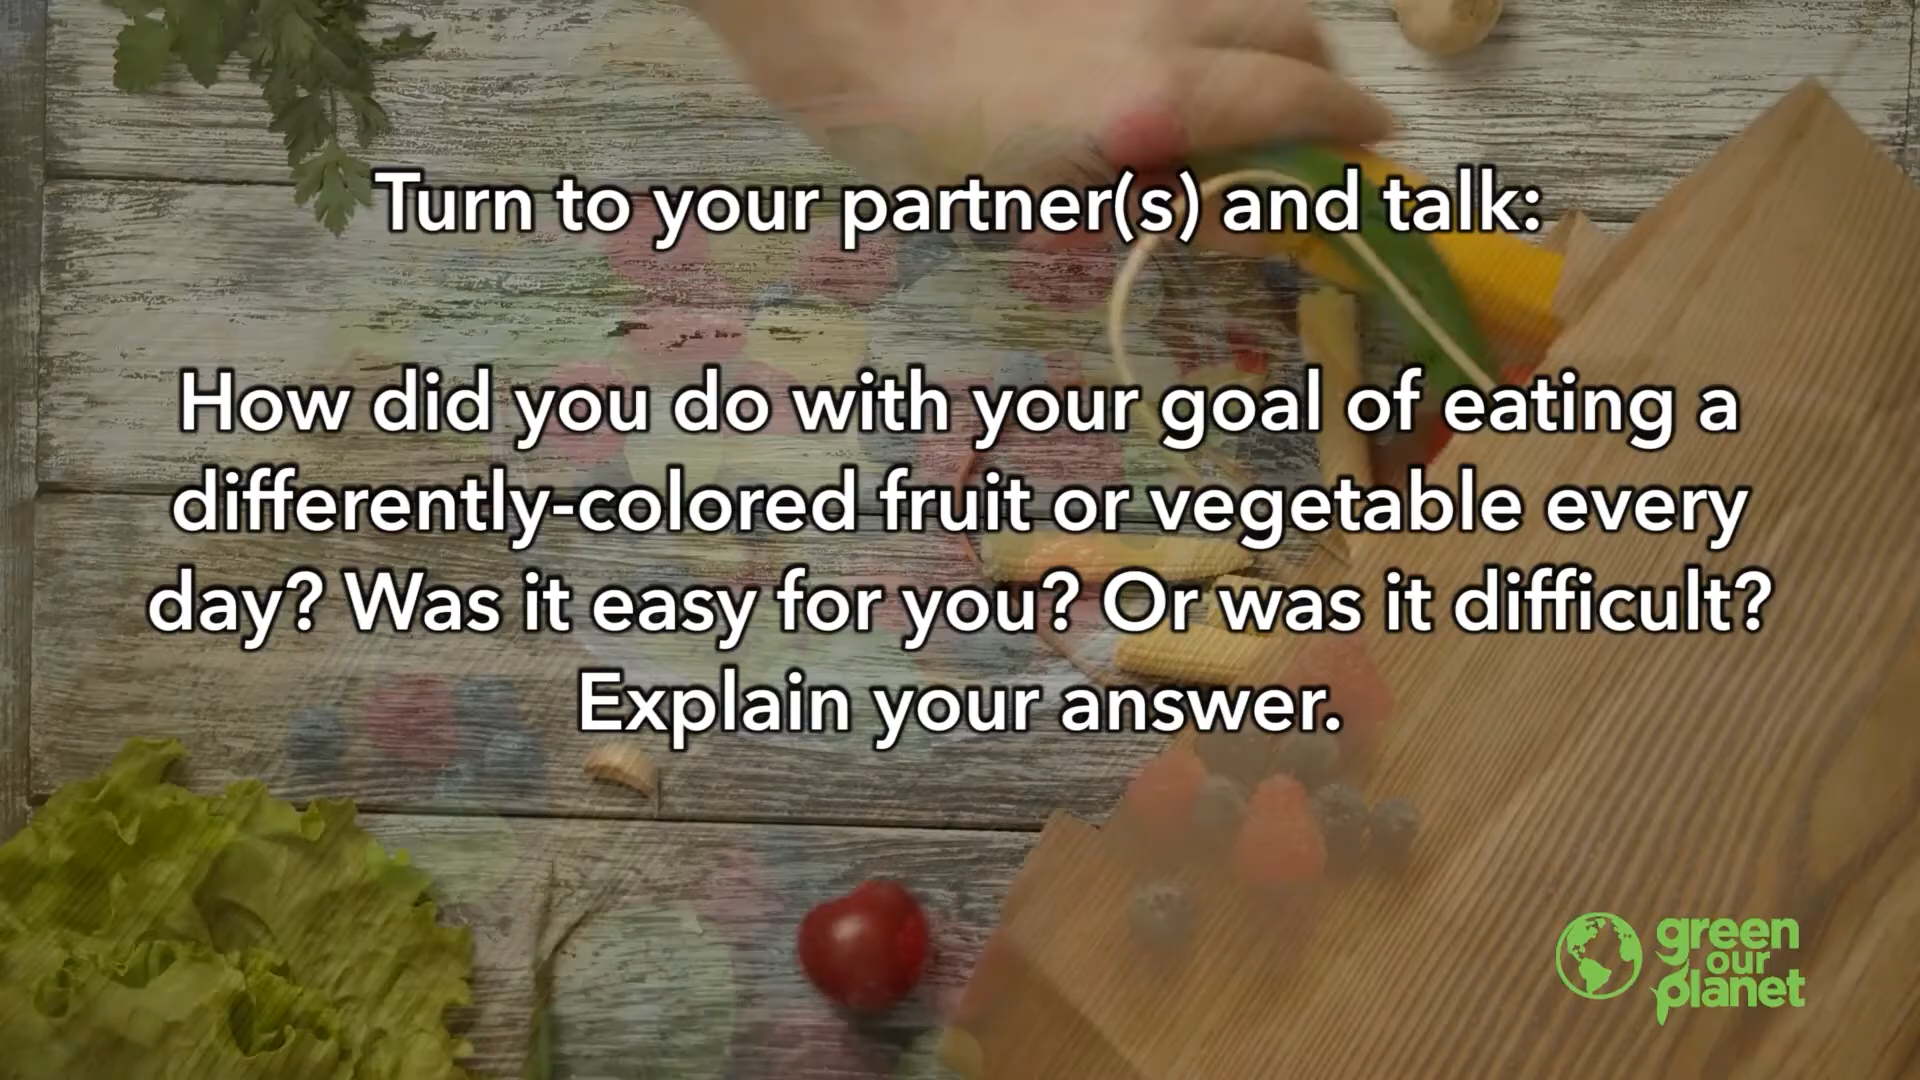 Turn to your partner(s) and talk:
How did you do with your goal of eating a
differently-colored fruit or vegetable every
day? Was it easy for you? Or was it difficult?
Explain your answer.
green
our
planet